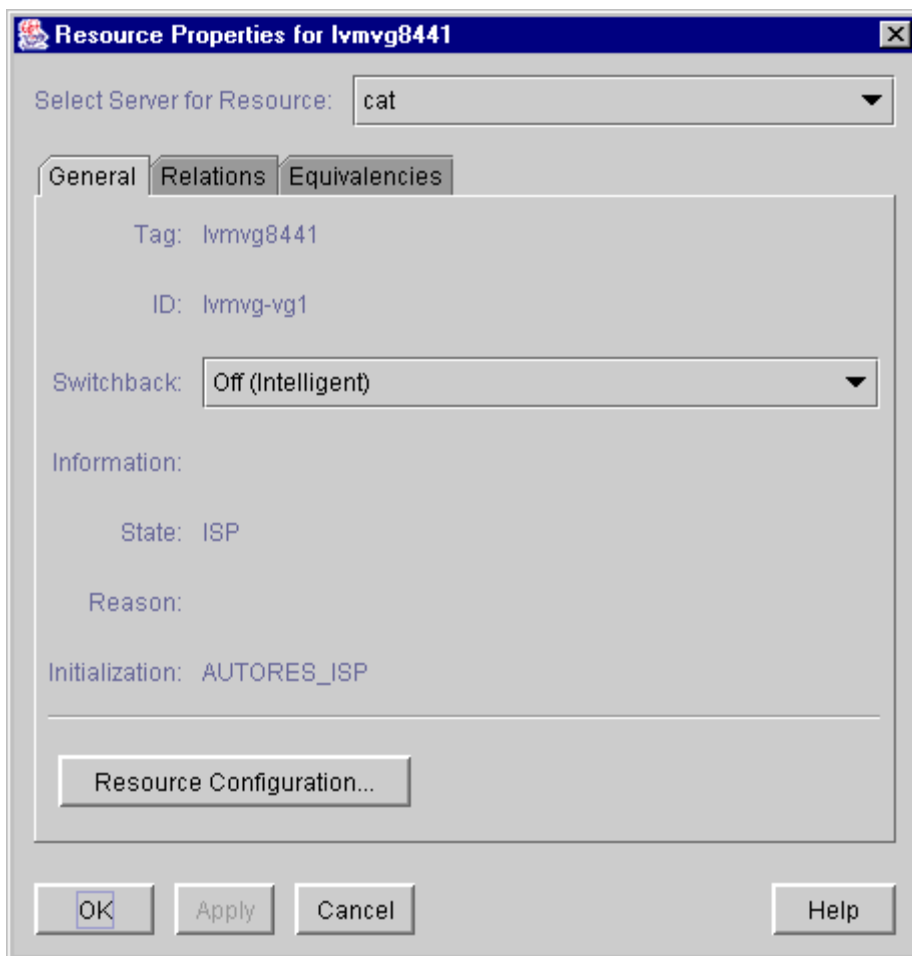 Resource Properties for lvmvg8441
Select Server for Resource: cat
General Relations Equivalencies
Tag: lvmvg8441
ID: lvmvg-vg1
Switchback: Off (Intelligent)
Information:
State: ISP
Reason:
Initialization: AUTORES_ISP
Resource Configuration...
OK Apply Cancel Help